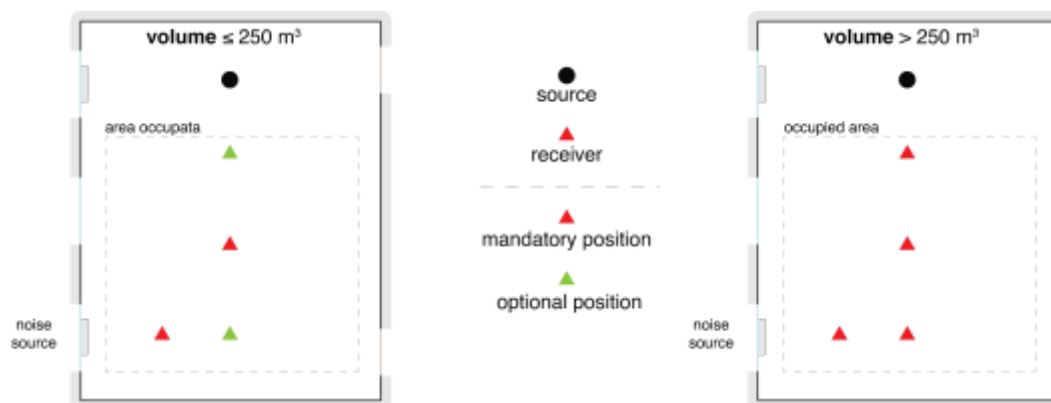 volume ≤ 250 m³
area occupata
noise
source
source
receiver
mandatory position
optional position
volume > 250 m³
occupied area
noise
source